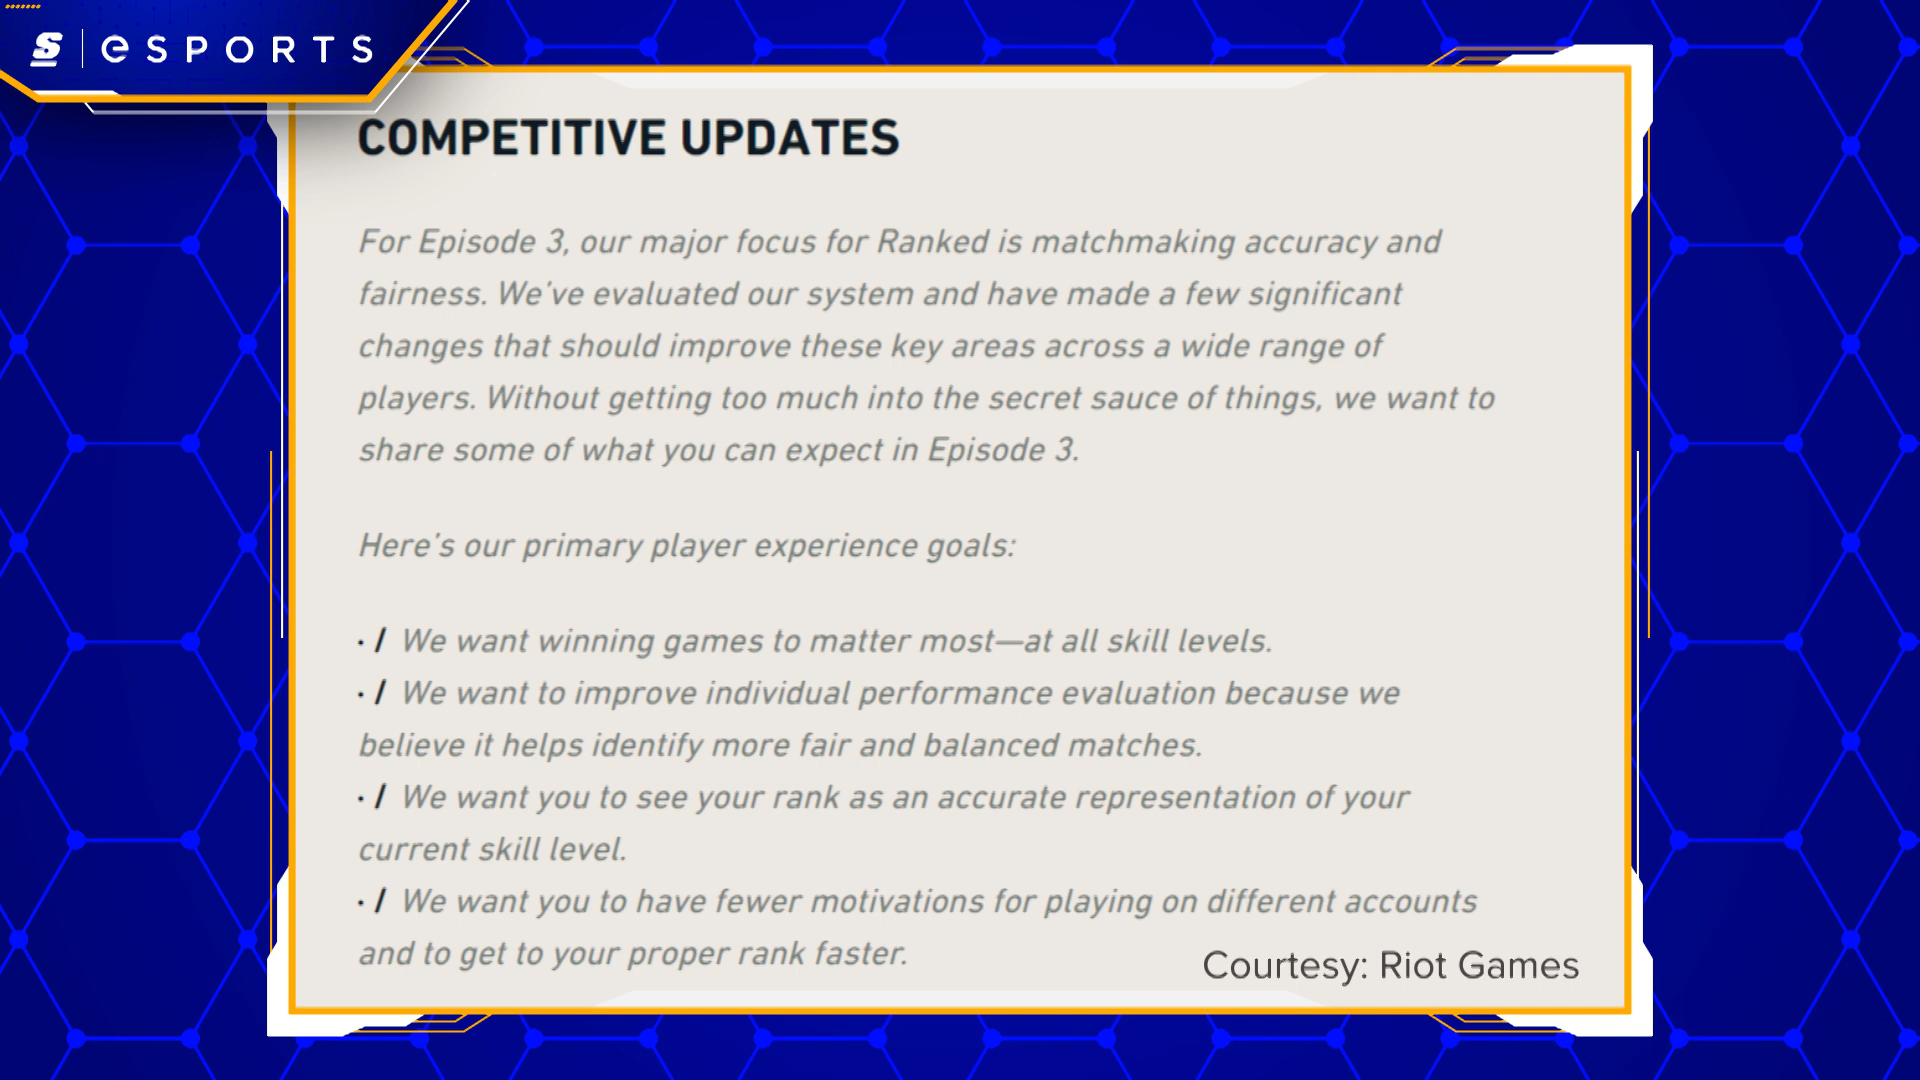 eSPORTS
COMPETITIVE UPDATES
For Episode 3, our major focus for Ranked is matchmaking accuracy and
fairness. We've evaluated our system and have made a few significant
changes that should improve these key areas across a wide range of
players. Without getting too much into the secret sauce of things, we want to
share some of what you can expect in Episode 3.
Here's our primary player experience goals:
· / We want winning games to matter most—at all skill levels.
· / We want to improve individual performance evaluation because we
believe it helps identify more fair and balanced matches.
· / We want you to see your rank as an accurate representation of your
current skill level.
· / We want you to have fewer motivations for playing on different accounts
and to get to your proper rank faster.
Courtesy: Riot Games